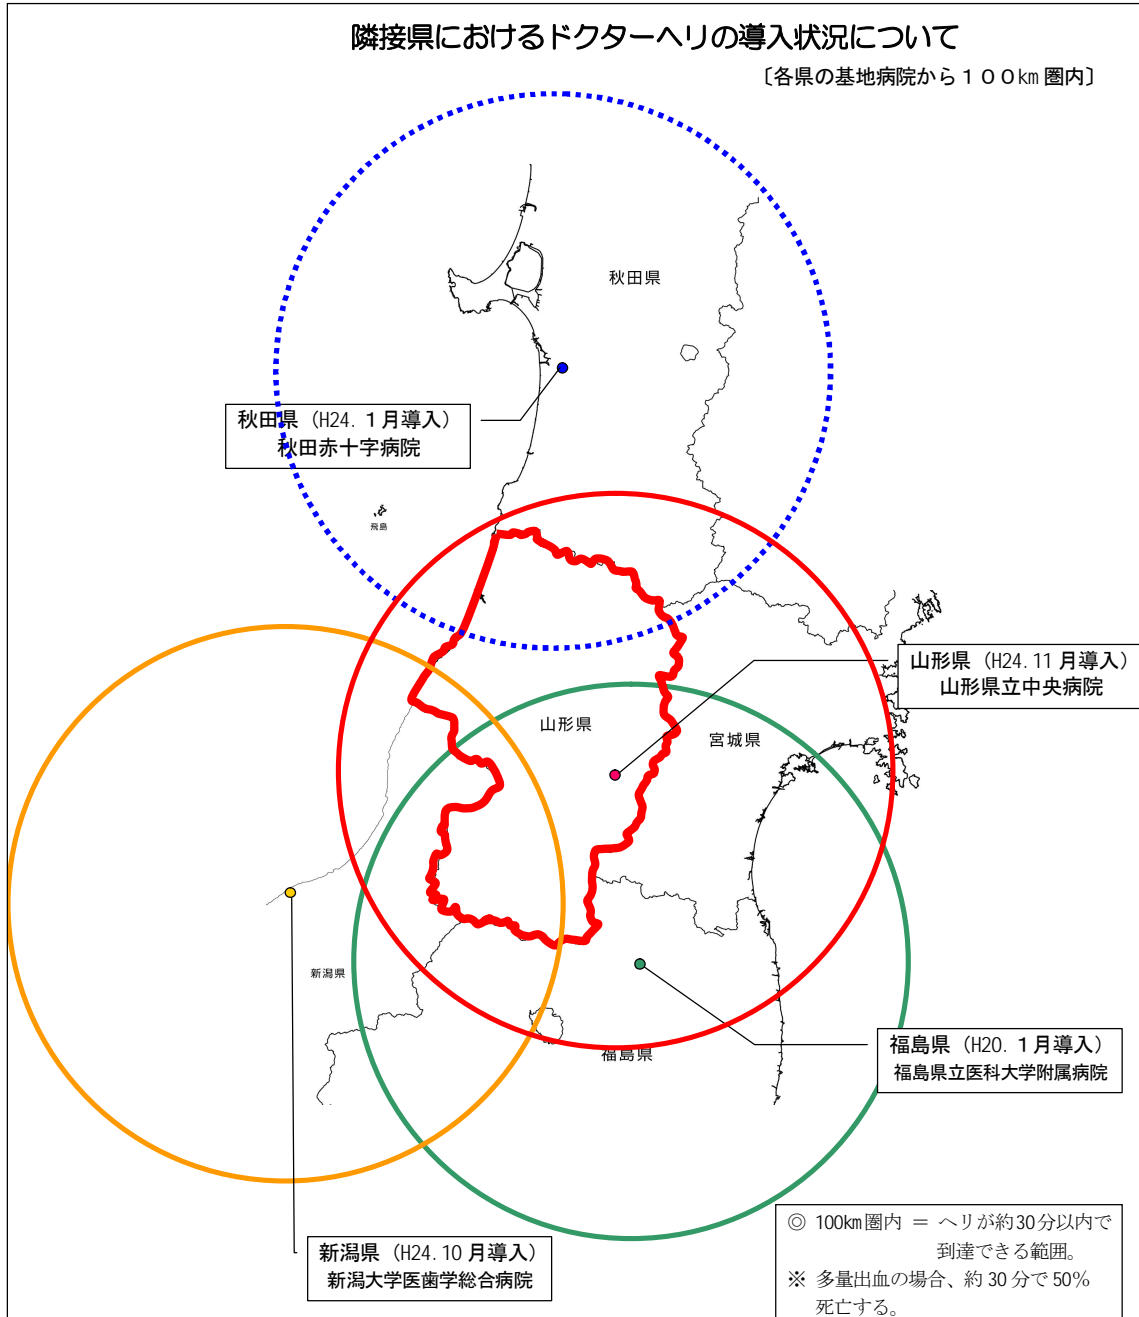 隣接県におけるドクターヘリの導入状況について
〔各県の基地病院から１００km圏内〕
秋田県
秋田県（H24.１月導入）
秋田赤十字病院
飛島
山形県（H24.11月導入）
山形県立中央病院
山形県
宮城県
新潟県
福島県
福島県（H20.１月導入）
福島県立医科大学附属病院
新潟県（H24.10月導入）
新潟大学医歯学総合病院
◎ 100km圏内 ＝ ヘリが約30分以内で
到達できる範囲。
※ 多量出血の場合、約30分で50%
死亡する。